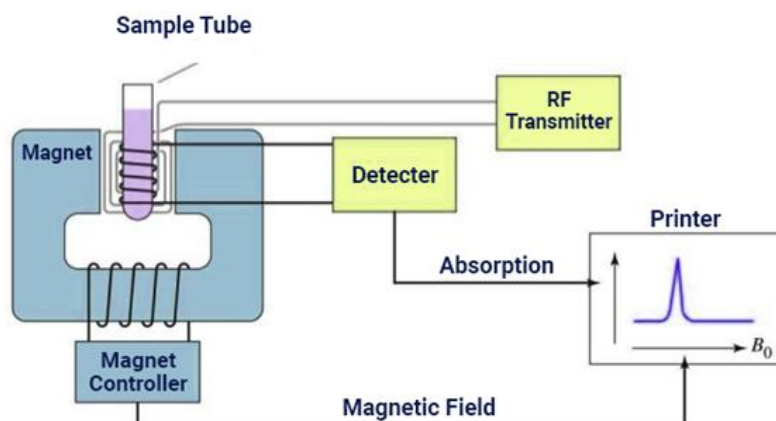 Sample Tube
RF
Transmitter
Magnet
Detecter
Printer
Absorption
B0
Magnet
Controller
Magnetic Field